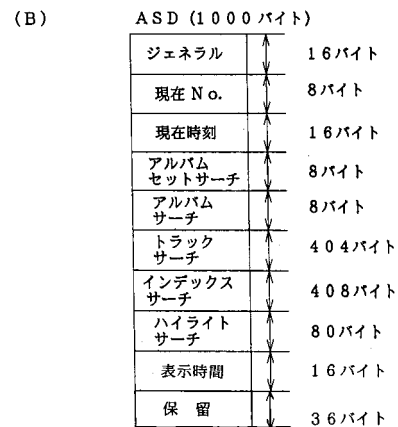 (B)
ASD(1000バイト)
ジェネラル 16バイト
現在No. 8バイト
現在時刻 16バイト
アルバム
セットサーチ 8バイト
アルバム
サーチ 8バイト
トラック
サーチ 404バイト
インデックス
サーチ 408バイト
ハイライト
サーチ 80バイト
表示時間 16バイト
保留 36バイト